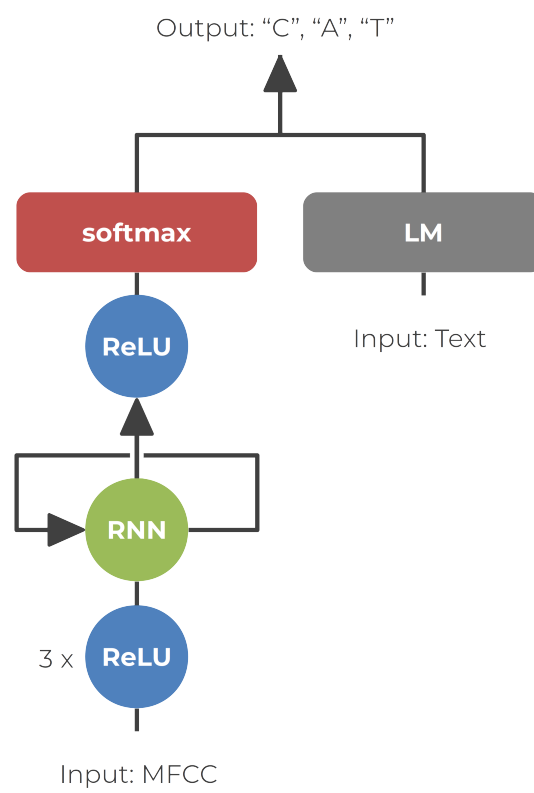 Output: “C”, “A”, “T”
softmax
LM
ReLU
Input: Text
RNN
3 x
ReLU
Input: MFCC